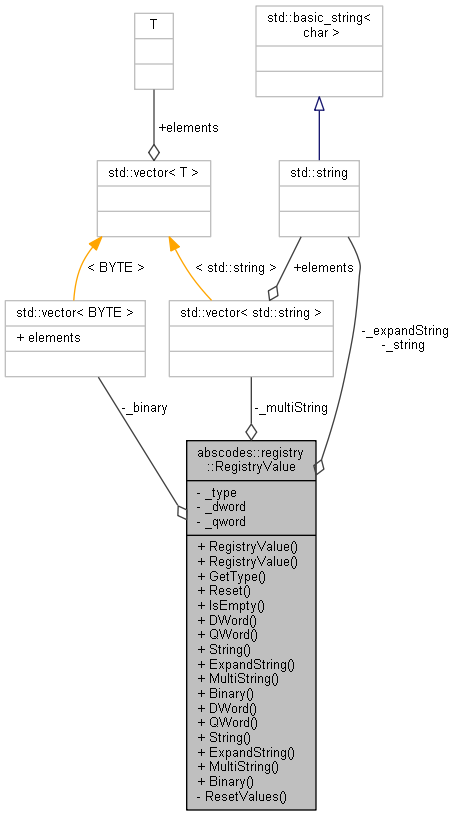 T
std::basic_string<
char >
+elements
std::vector< T >
std::string
< BYTE >
< std::string >
+elements
std::vector< BYTE >
+ elements
std::vector< std::string >
-_expandString
-_string
-_binary
-_multiString
abscodes::registry
::RegistryValue
- _type
- _dword
- _qword
+ RegistryValue()
+ RegistryValue()
+ GetType()
+ Reset()
+ IsEmpty()
+ DWord()
+ QWord()
+ String()
+ ExpandString()
+ MultiString()
+ Binary()
+ DWord()
+ QWord()
+ String()
+ ExpandString()
+ MultiString()
+ Binary()
- ResetValues()